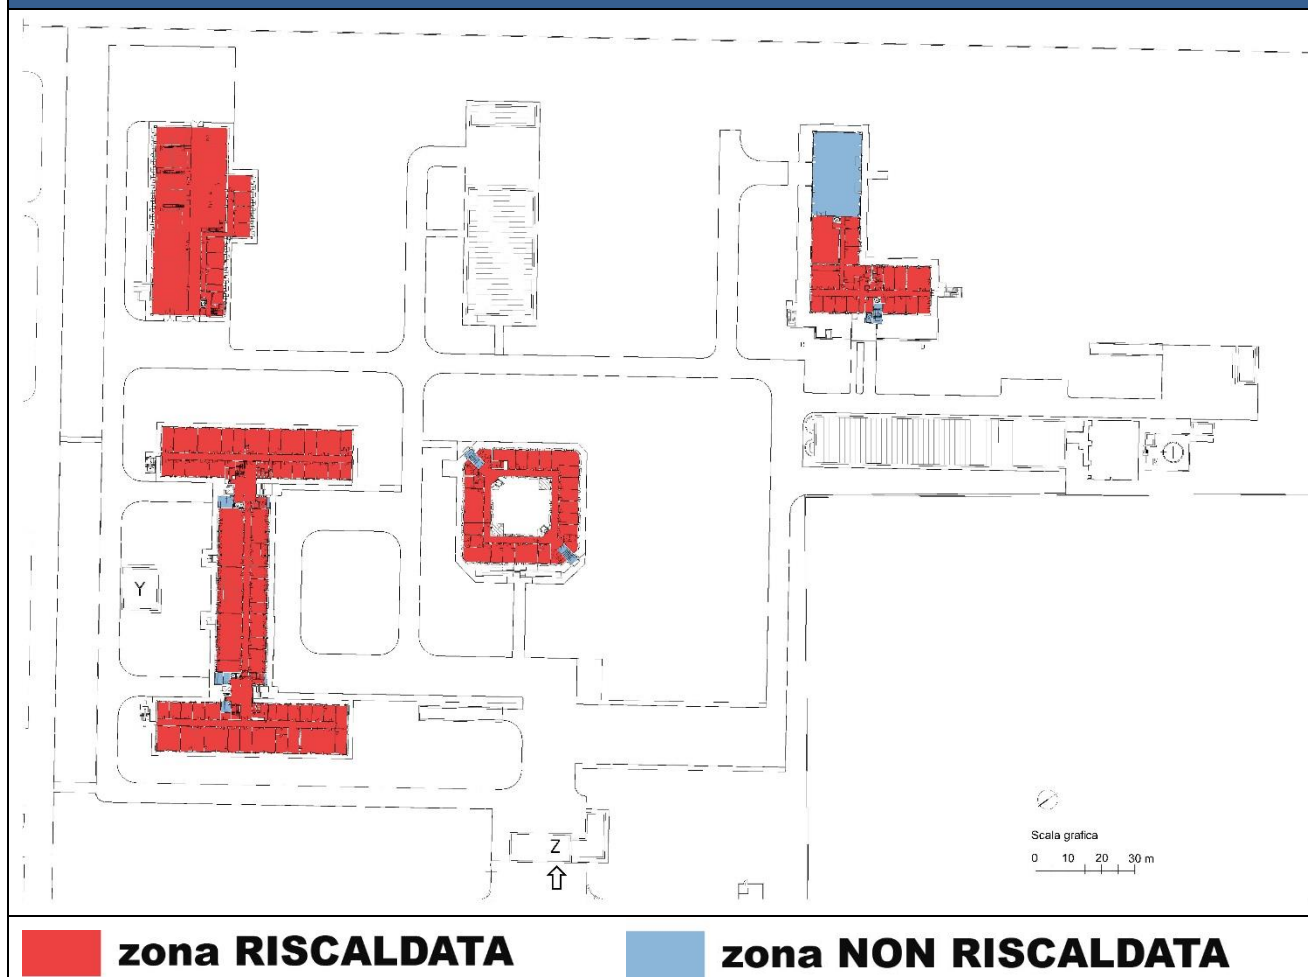 Y
Scala grafica
0 10 20 30 m
Z
zona RISCALDATA
zona NON RISCALDATA